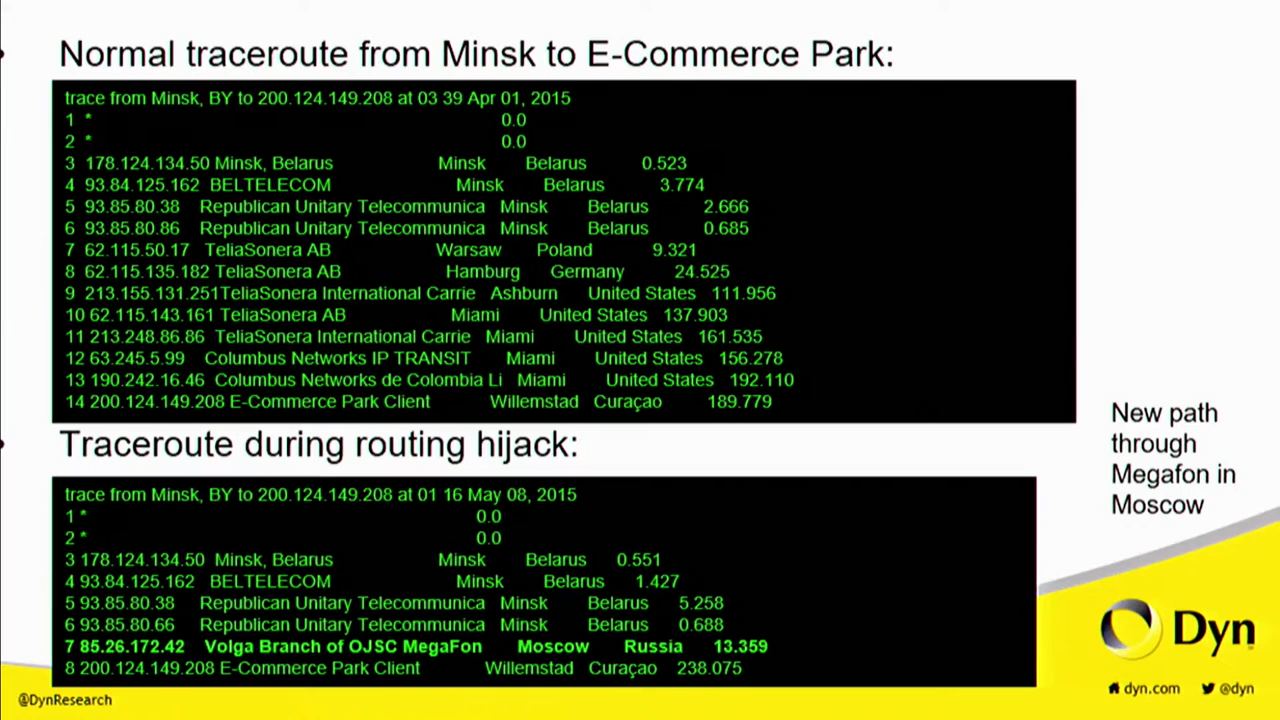 Normal traceroute from Minsk to E-Commerce Park:
trace from Minsk, BY to 200.124.149.208 at 03 39 Apr 01, 2015
1 * 0.0
2 * 0.0
3 178.124.134.50 Minsk, Belarus Minsk Belarus 0.523
4 93.84.125.162 BELTELECOM Minsk Belarus 3.774
5 93.85.80.38 Republican Unitary Telecommunica Minsk Belarus 2.666
6 93.85.80.86 Republican Unitary Telecommunica Minsk Belarus 0.685
7 62.115.50.17 TeliaSonera AB Warsaw Poland 9.321
8 62.115.135.182 TeliaSonera AB Hamburg Germany 24.525
9 213.155.131.251TeliaSonera International Carrie Ashburn United States 111.956
10 62.115.143.161 TeliaSonera AB Miami United States 137.903
11 213.248.86.86 TeliaSonera International Carrie Miami United States 161.535
12 63.245.5.99 Columbus Networks IP TRANSIT Miami United States 156.278
13 190.242.16.46 Columbus Networks de Colombia Li Miami United States 192.110
14 200.124.149.208 E-Commerce Park Client Willemstad Curaçao 189.779
Traceroute during routing hijack:
trace from Minsk, BY to 200.124.149.208 at 01 16 May 08, 2015
1 * 0.0
2 * 0.0
3 178.124.134.50 Minsk, Belarus Minsk Belarus 0.551
4 93.84.125.162 BELTELECOM Minsk Belarus 1.427
5 93.85.80.38 Republican Unitary Telecommunica Minsk Belarus 5.258
6 93.85.80.66 Republican Unitary Telecommunica Minsk Belarus 0.688
7 85.26.172.42 Volga Branch of OJSC MegaFon Moscow Russia 13.359
8 200.124.149.208 E-Commerce Park Client Willemstad Curaçao 238.075
New path
through
Megafon in
Moscow
Dyn
dyn.com @dyn
@DynResearch